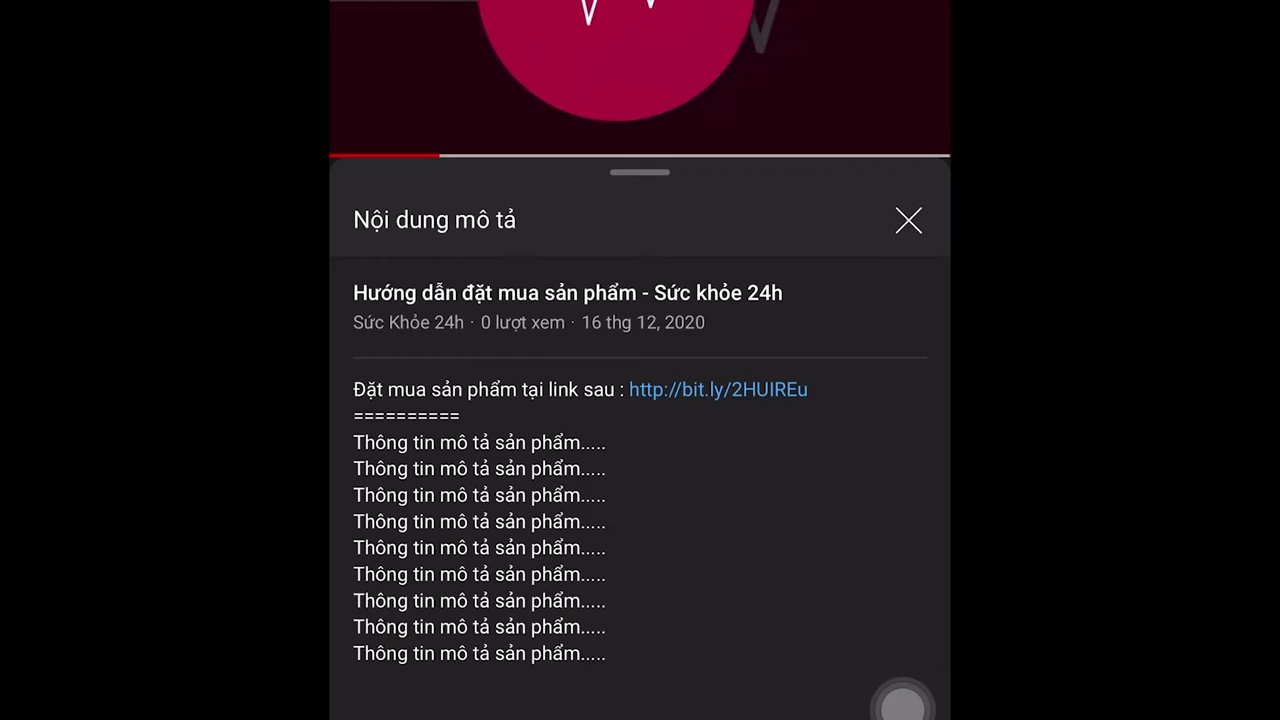 Nội dung mô tả
Hướng dẫn đặt mua sản phẩm - Sức khỏe 24h
Sức Khỏe 24h · 0 lượt xem · 16 thg 12, 2020
Đặt mua sản phẩm tại link sau : http://bit.ly/2HUIREu
==========
Thông tin mô tả sản phẩm.....
Thông tin mô tả sản phẩm.....
Thông tin mô tả sản phẩm.....
Thông tin mô tả sản phẩm.....
Thông tin mô tả sản phẩm.....
Thông tin mô tả sản phẩm.....
Thông tin mô tả sản phẩm.....
Thông tin mô tả sản phẩm.....
Thông tin mô tả sản phẩm.....